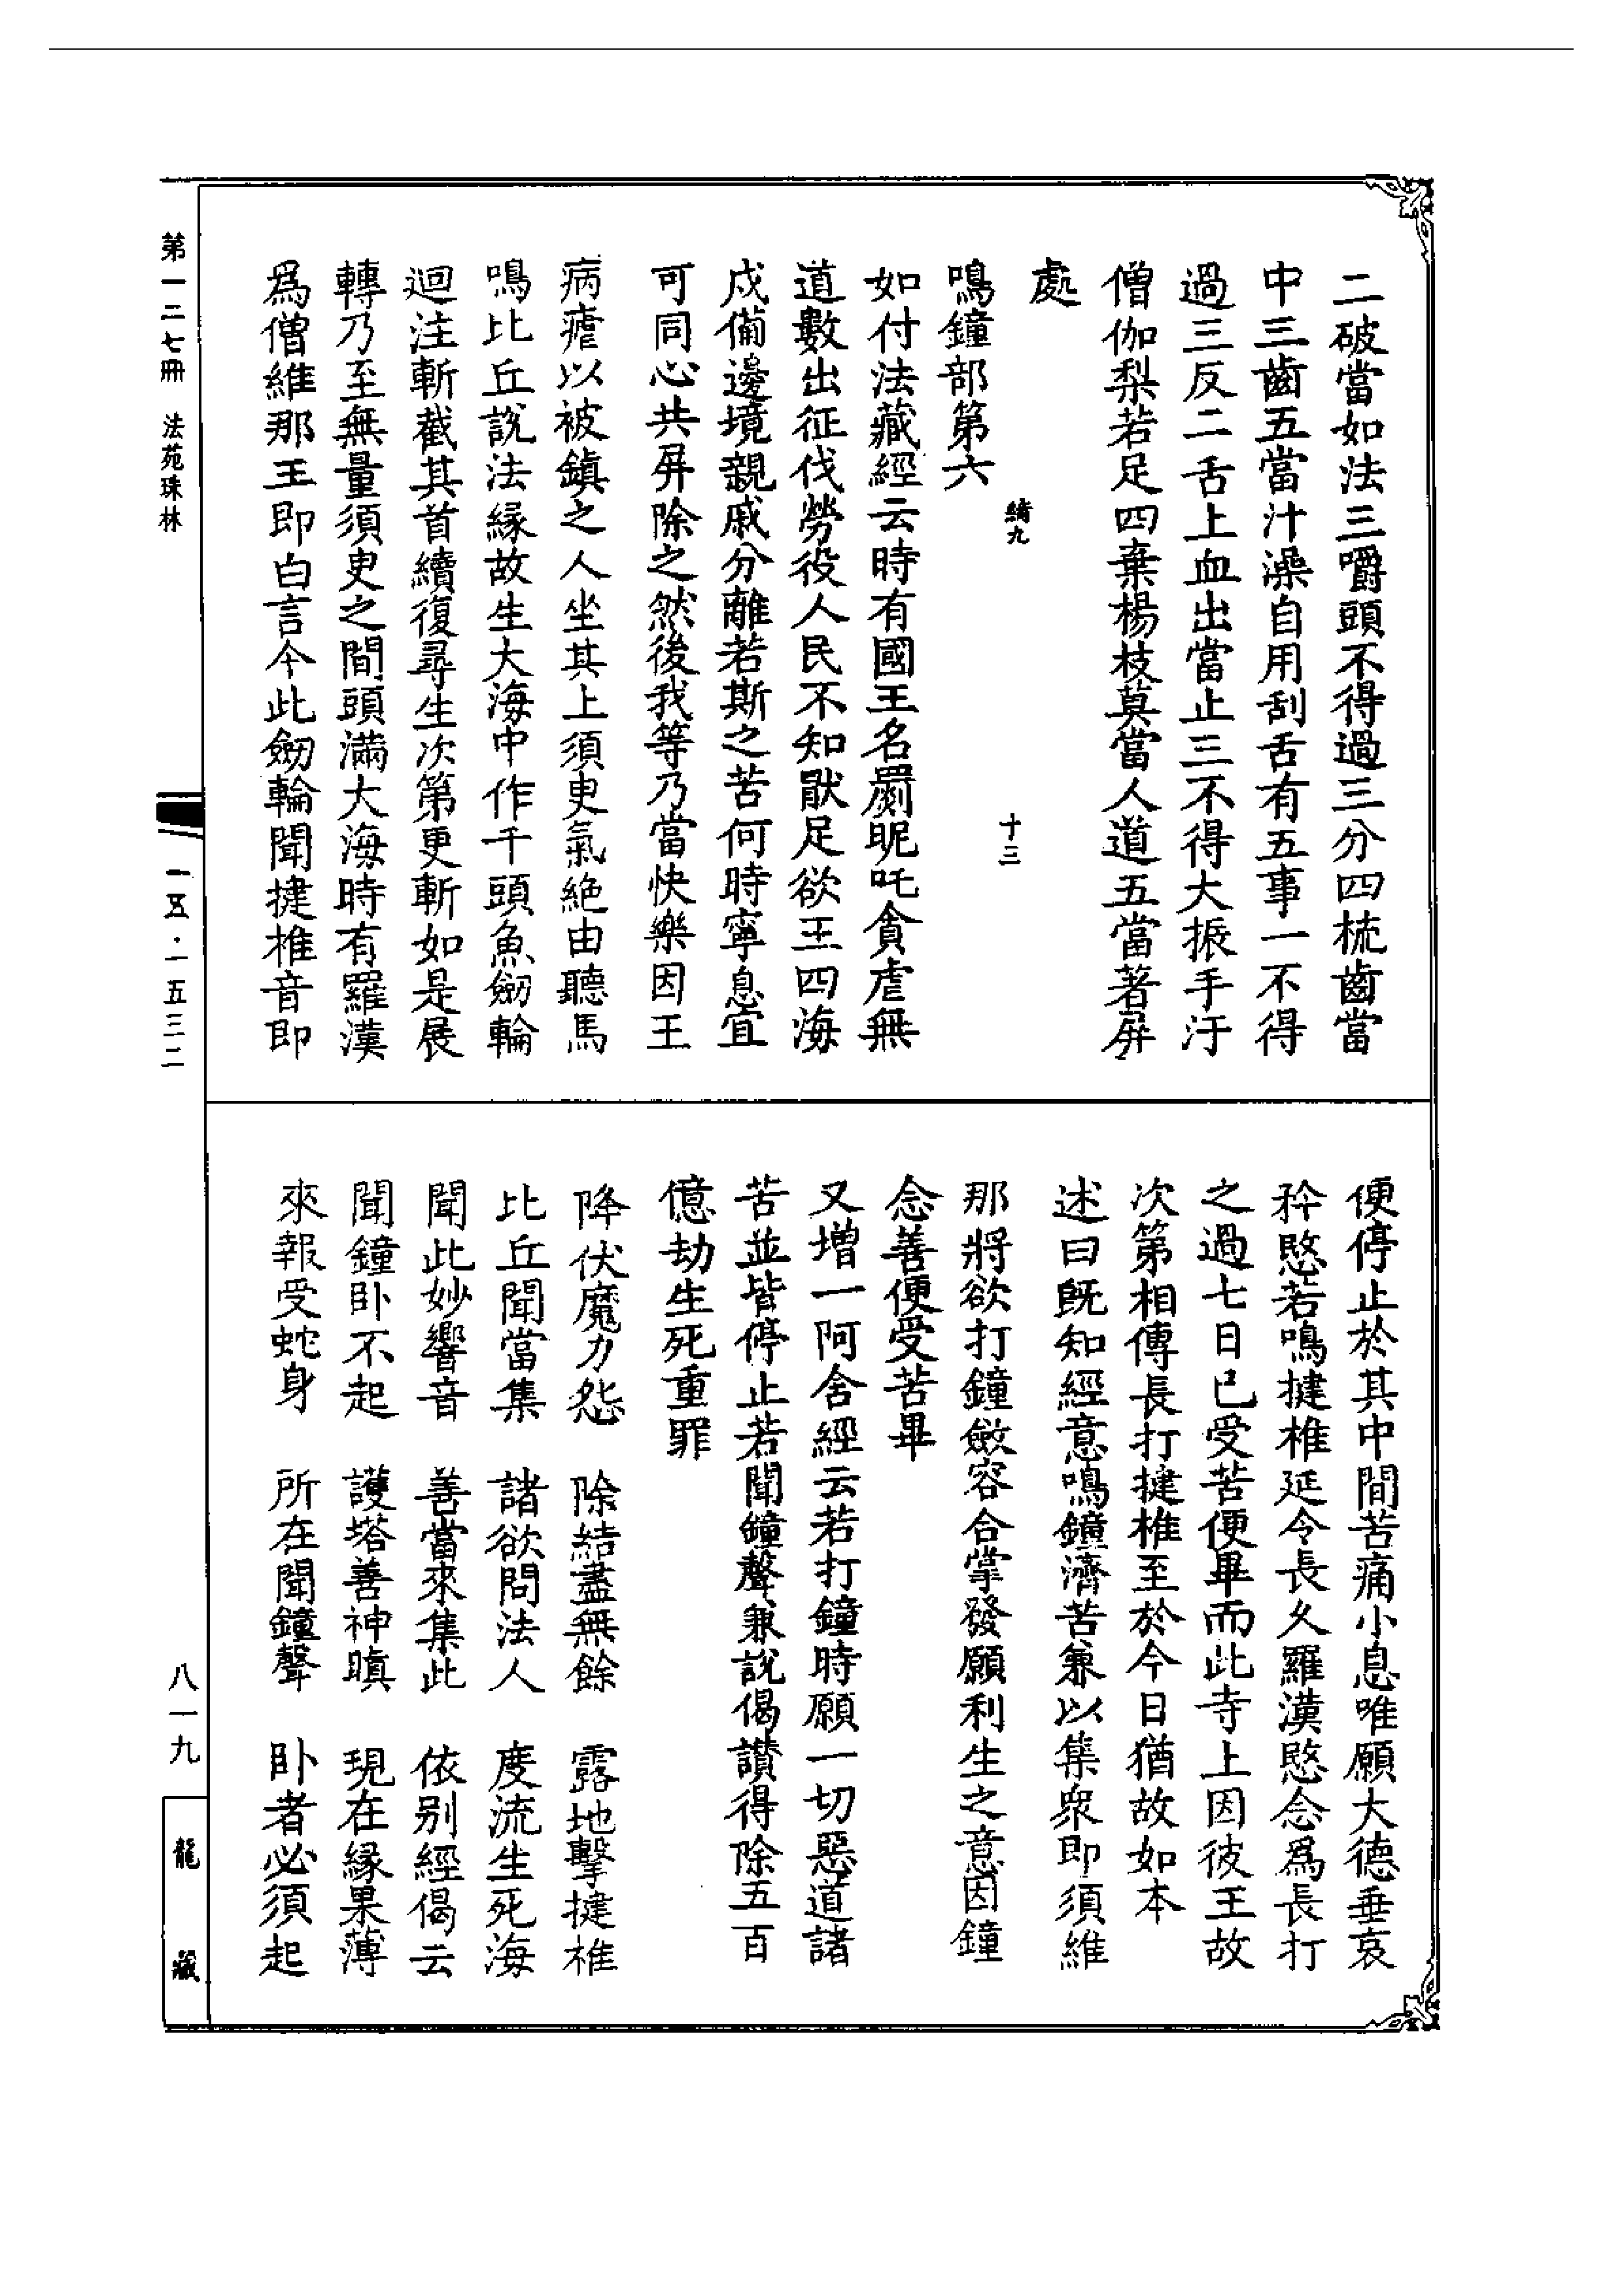 二破當如法三嚼頭不得過三分四梳齒當
中三齒五當汁澡自用刮舌有五事一不得
過三反二舌上血出當止三不得大振手汙
僧伽梨若足四棄楊枝莫當人道五當著屏
處
綺九
十三
鳴鐘部第六
如付法藏經云時有國王名罽昵吒貪虐無
道數出征伐勞役人民不知猒足欲王四海
戍備邊境親戚分離若斯之苦何時寧息宜
可同心共屏除之然後我等乃當快樂因王
病瘧以被鎮之人坐其上須臾氣絶由聽馬
鳴比丘說法緣故生大海中作千頭魚劒輪
迴注斬截其首續復尋生次第更斬如是展
轉乃至無量須臾之間頭滿大海時有羅漢
爲僧維那王即白言今此劒輪聞揵椎音即
便停止於其中間苦痛小息唯願大德垂哀
矜愍若鳴揵椎延令長久羅漢愍念爲長打
之過七日已受苦便畢而此寺上因彼王故
次第相傳長打揵椎至於今日猶故如本
述曰旣知經意鳴鐘濟苦兼以集衆即須維
那將欲打鐘斂容合掌發願利生之意因鐘
念善便受苦畢
又增一阿含經云若打鐘時願一切惡道諸
苦並皆停止若聞鐘聲兼說偈讃得除五百
億劫生死重罪
降伏魔力怨　除結盡無餘　露地擊揵椎
比丘聞當集　諸欲問法人　度流生死海
聞此妙響音　善當來集此　依别經偈云
聞鐘卧不起　護塔善神瞋　現在緣果薄
來報受蛇身　所在聞鐘聲　卧者必須起
第一二七冊　法苑珠林
一五·一五三二
八一九
龍藏